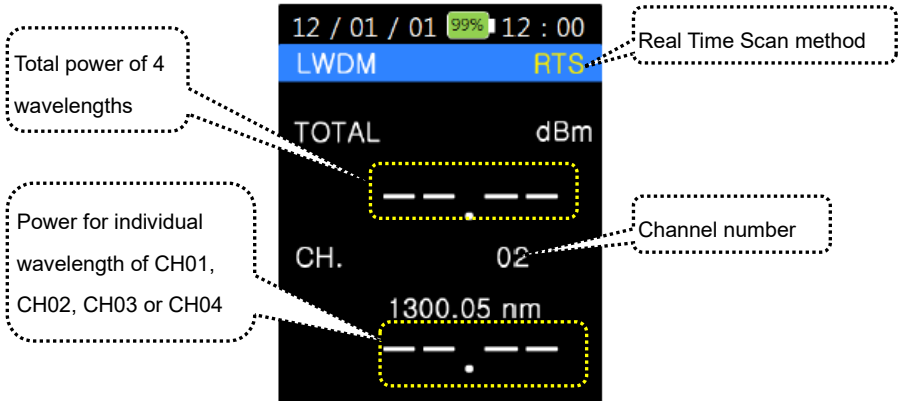 12 / 01 / 01 99% 12 : 00
LWDM RTS
Real Time Scan method
Total power of 4
wavelengths
TOTAL dBm
-- . --
Power for individual
wavelength of CH01,
CH02, CH03 or CH04
CH. 02
Channel number
1300.05 nm
-- . --